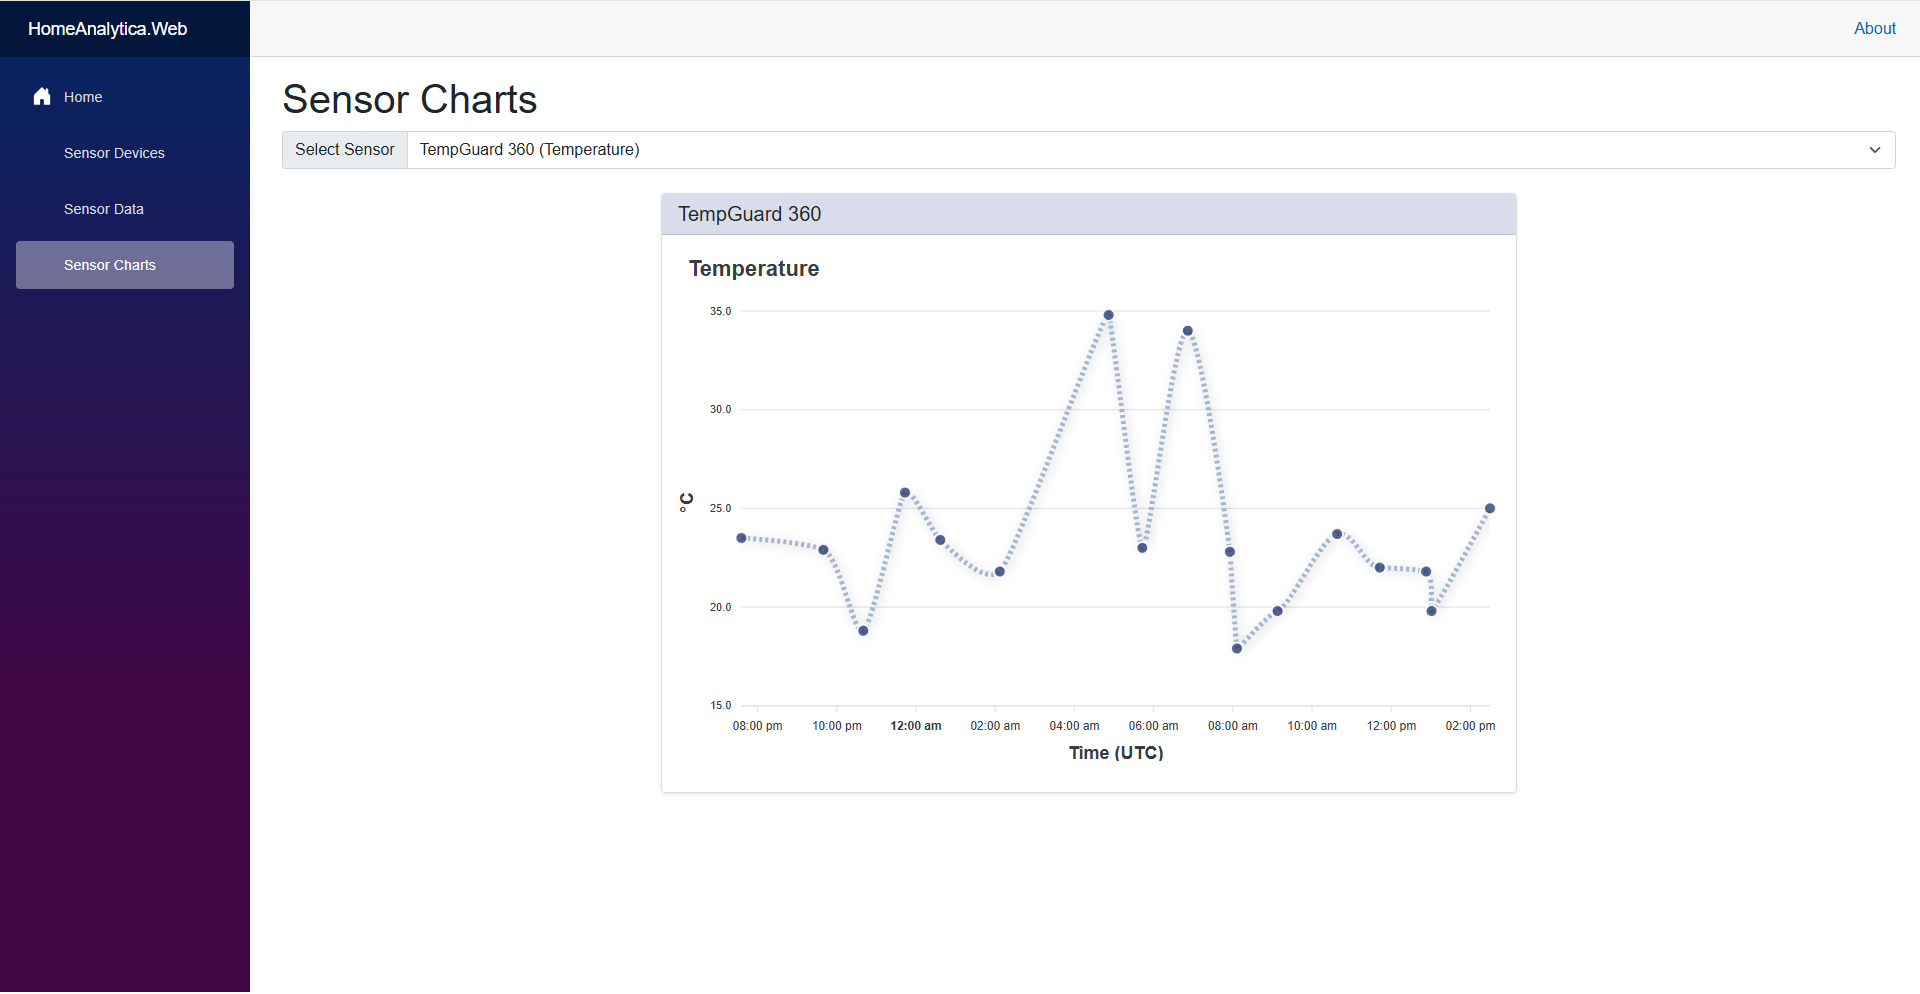 HomeAnalytica.Web
About
Home
Sensor Devices
Sensor Data
Sensor Charts
Sensor Charts
Select Sensor
TempGuard 360 (Temperature)
TempGuard 360
Temperature
35.0
30.0
25.0
20.0
15.0
°C
08:00 pm 10:00 pm 12:00 am 02:00 am 04:00 am 06:00 am 08:00 am 10:00 am 12:00 pm 02:00 pm
Time (UTC)